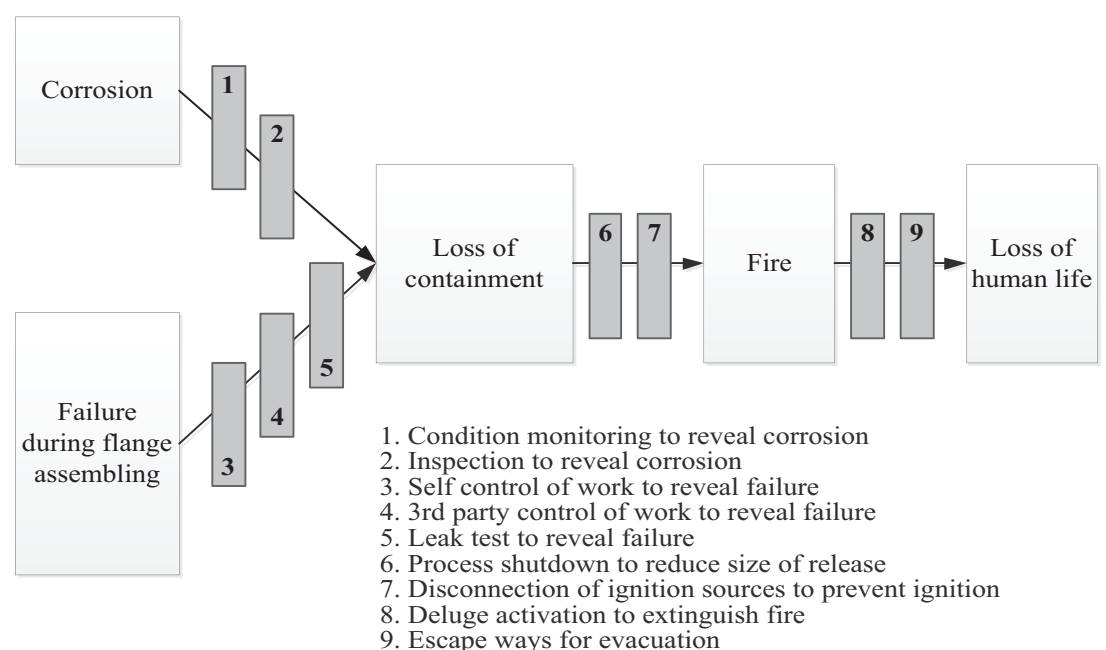 Corrosion
1
2
Loss of
containment
6
7
Fire
8
9
Loss of
human life
Failure
during flange
assembling
3
4
5
1. Condition monitoring to reveal corrosion
2. Inspection to reveal corrosion
3. Self control of work to reveal failure
4. 3rd party control of work to reveal failure
5. Leak test to reveal failure
6. Process shutdown to reduce size of release
7. Disconnection of ignition sources to prevent ignition
8. Deluge activation to extinguish fire
9. Escape ways for evacuation